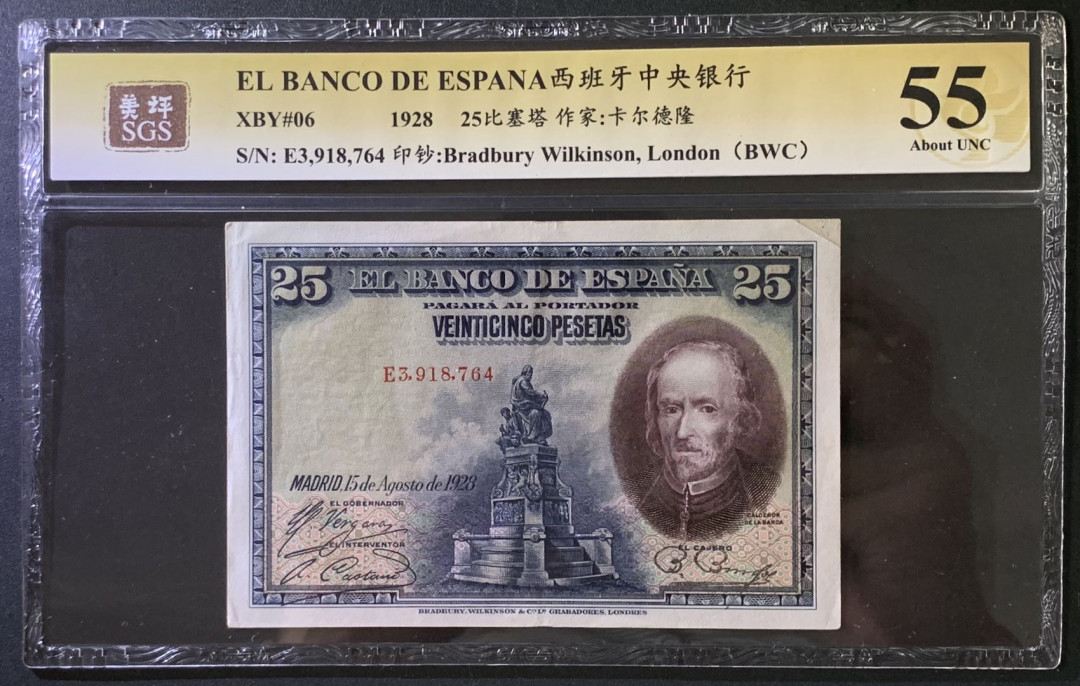 美评
SGS
EL BANCO DE ESPANA西班牙中央银行
XBY#06 1928 25比塞塔 作家:卡尔德隆
S/N: E3,918,764 印钞:Bradbury Wilkinson, London（BWC）
55
About UNC
25 EL BANCO DE ESPAÑA 25
PAGARÁ AL PORTADOR
VEINTICINCO PESETAS
E3,918,764
MADRID, 15 de Agosto de 1928
EL GOBERNADOR
EL INTERVENTOR
EL CAJERO
CALDERÓN
DE LA BARCA
BRADBURY, WILKINSON & Cº Lº GRABADORES, LONDRES